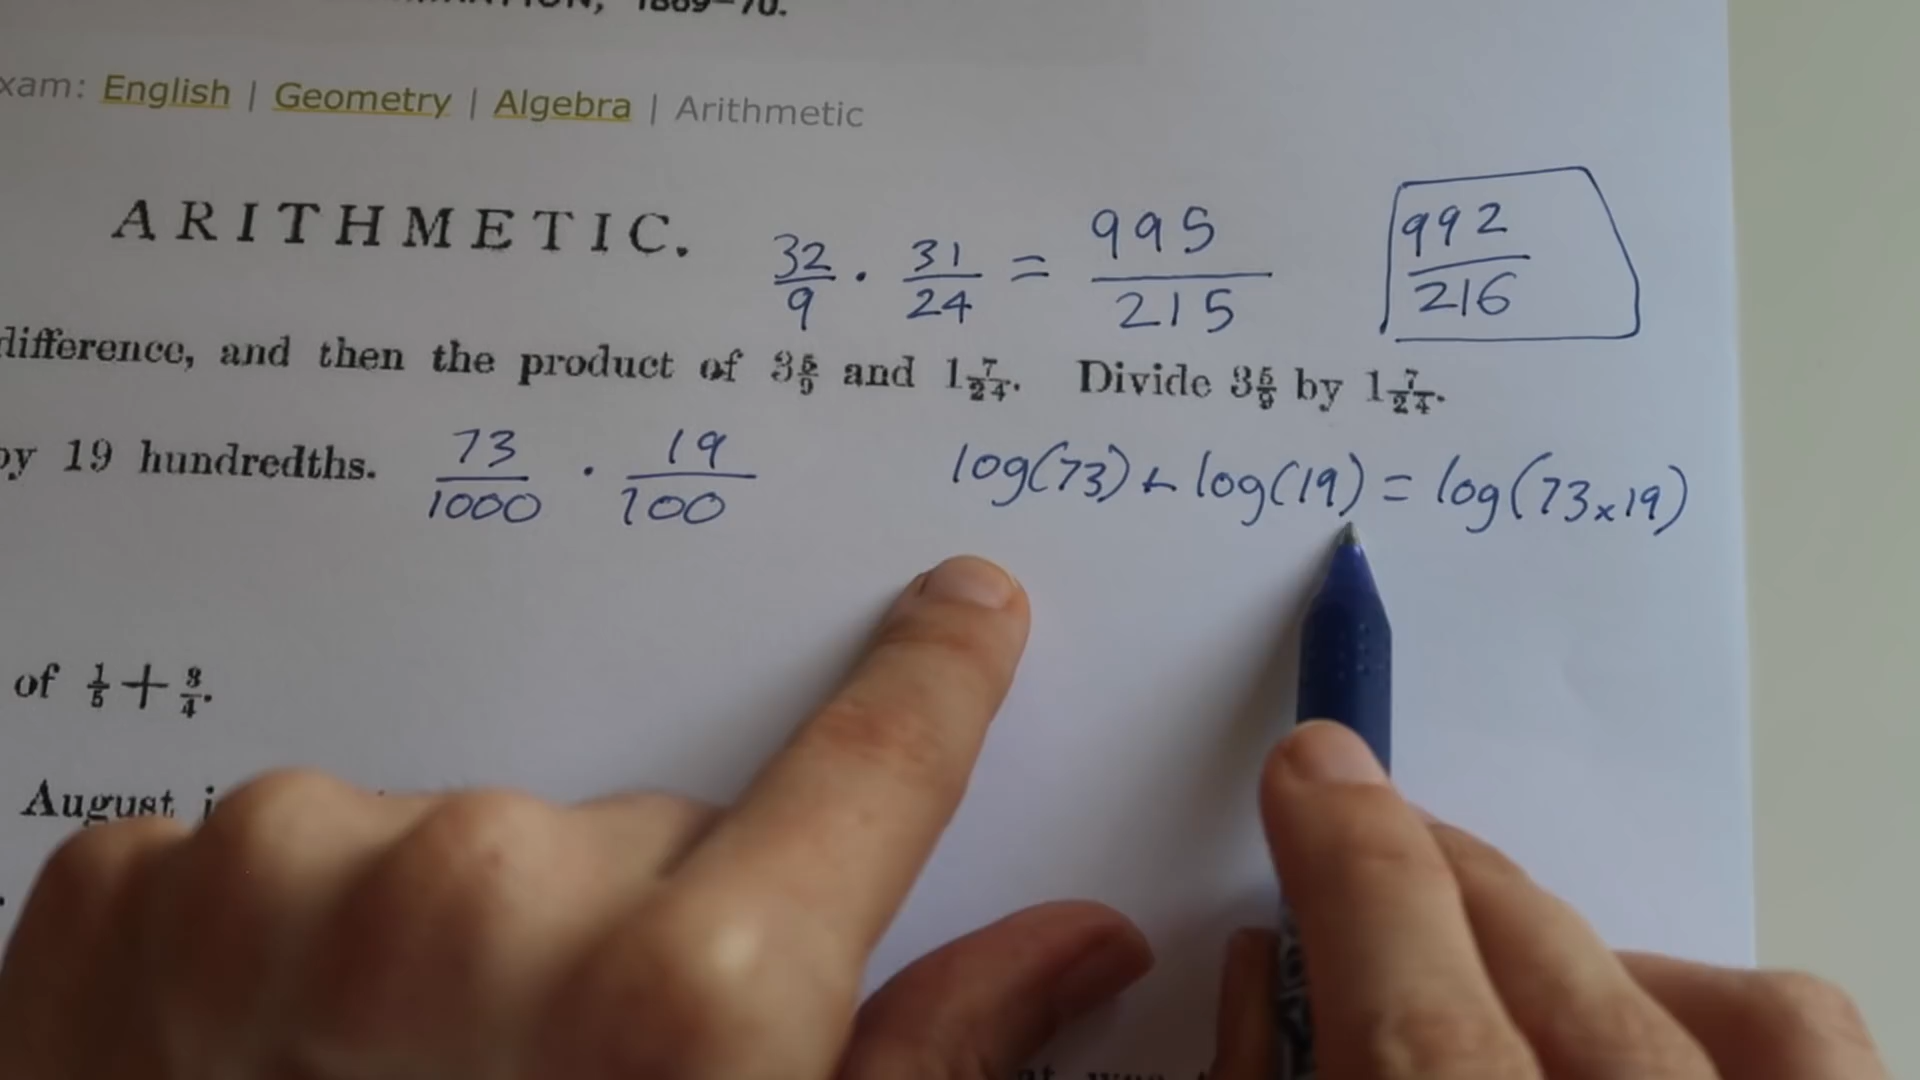 1869–70.
xam: English | Geometry | Algebra | Arithmetic
ARITHMETIC.
32/9 · 31/24 = 995/215
992/216
difference, and then the product of 3 5/9 and 1 7/24. Divide 3 5/9 by 1 7/24.
by 19 hundredths.
73/1000 · 19/100
log(73) + log(19) = log(73×19)
of 1/5 + 3/4.
August